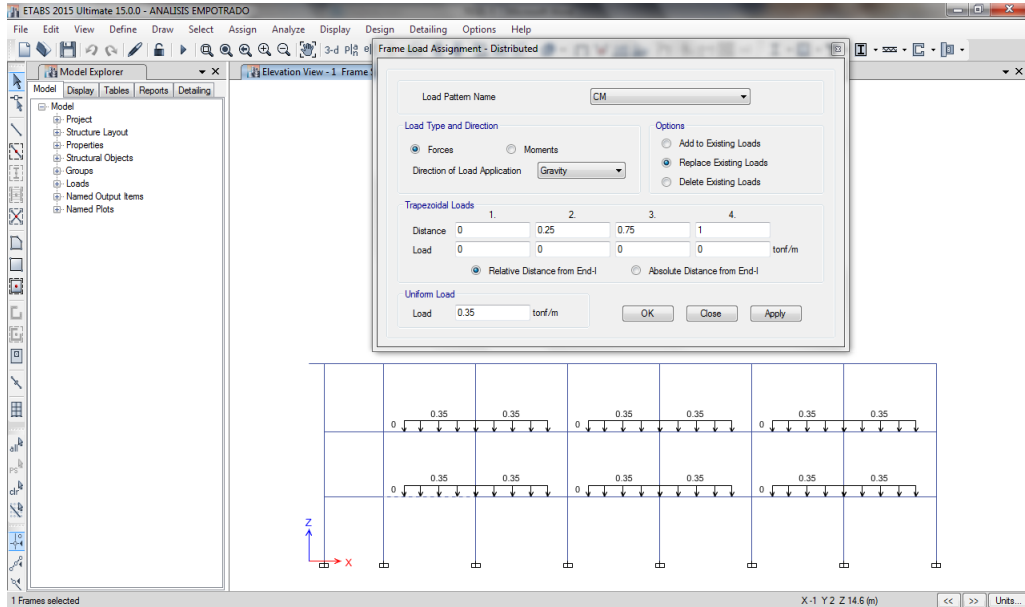 ETABS 2015 Ultimate 15.0.0 - ANALISIS EMPOTRADO
File Edit View Define Draw Select Assign Analyze Display Design Detailing Options Help
3-d
Model Explorer
Model Display Tables Reports Detailing
Model
Project
Structure Layout
Properties
Structural Objects
Groups
Loads
Named Output Items
Named Plots
Elevation View - 1 Frame
Frame Load Assignment - Distributed
Load Pattern Name CM
Load Type and Direction
Forces Moments
Direction of Load Application Gravity
Options
Add to Existing Loads
Replace Existing Loads
Delete Existing Loads
Trapezoidal Loads
1. 2. 3. 4.
Distance 0 0.25 0.75 1
Load 0 0 0 0 tonf/m
Relative Distance from End-I Absolute Distance from End-I
Uniform Load
Load 0.35 tonf/m
OK Close Apply
0.35 0.35 0.35 0.35 0.35 0.35
0 0 0
0.35 0.35 0.35 0.35 0.35 0.35
0 0 0
Z
X
all
PS
clr
1 Frames selected
X -1 Y 2 Z 14.6 (m)
<< >> Units...